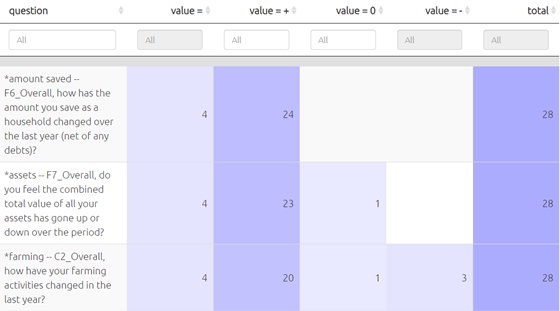 question value = value = + value = 0 value = - total
All All All All All All
*amount saved --
F6_Overall, how has the
amount you save as a
household changed over
the last year (net of any
debts)?
4 24 28
*assets -- F7_Overall, do
you feel the combined
total value of all your
assets has gone up or
down over the period?
4 23 1 28
*farming -- C2_Overall,
how have your farming
activities changed in the
last year?
4 20 1 3 28